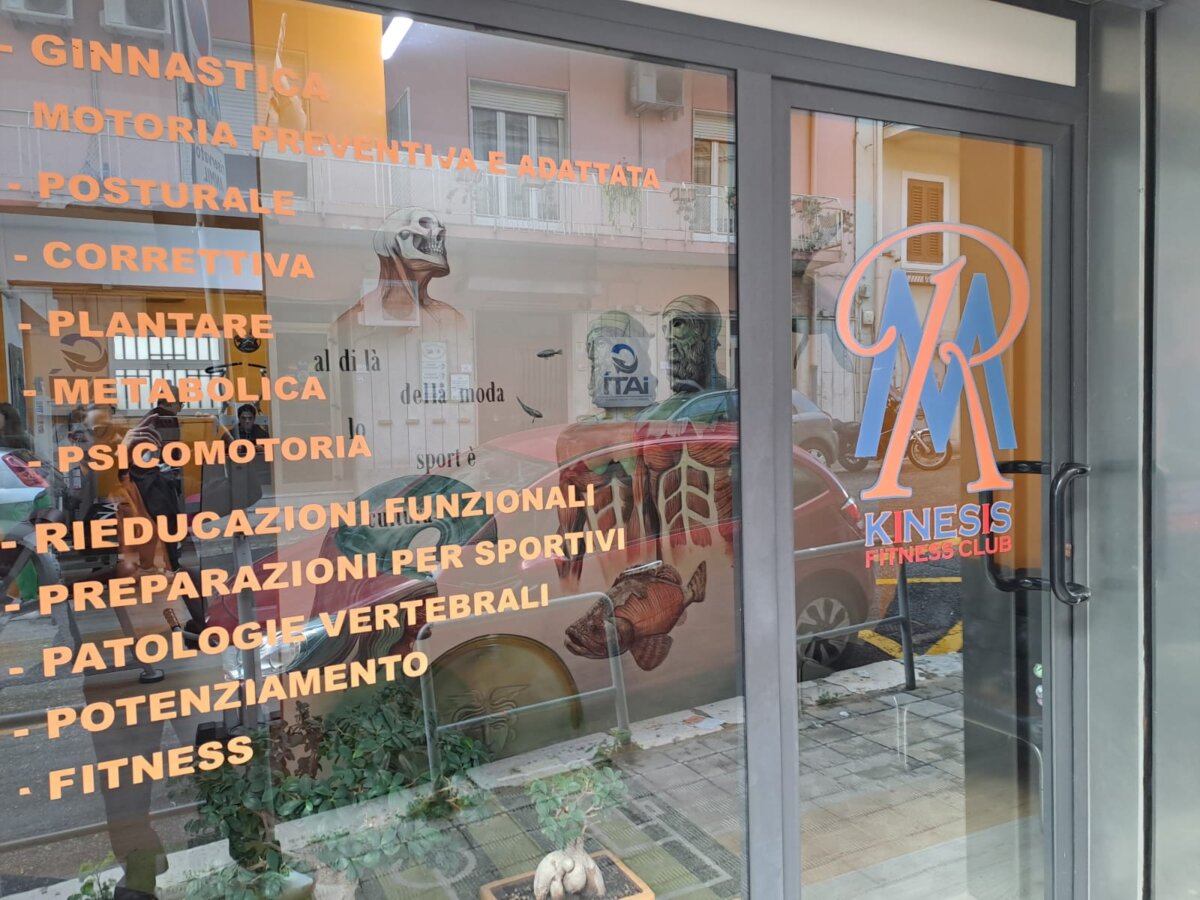 - GINNASTICA
MOTORIA PREVENTIVA E ADATTATA
- POSTURALE
- CORRETTIVA
- PLANTARE
- METABOLICA
- PSICOMOTORIA
- RIEDUCAZIONI FUNZIONALI
- PREPARAZIONI PER SPORTIVI
- PATOLOGIE VERTEBRALI
- POTENZIAMENTO
- FITNESS
al di là
della moda
lo
sport è
cultura
ITAi
KINESIS
FITNESS CLUB